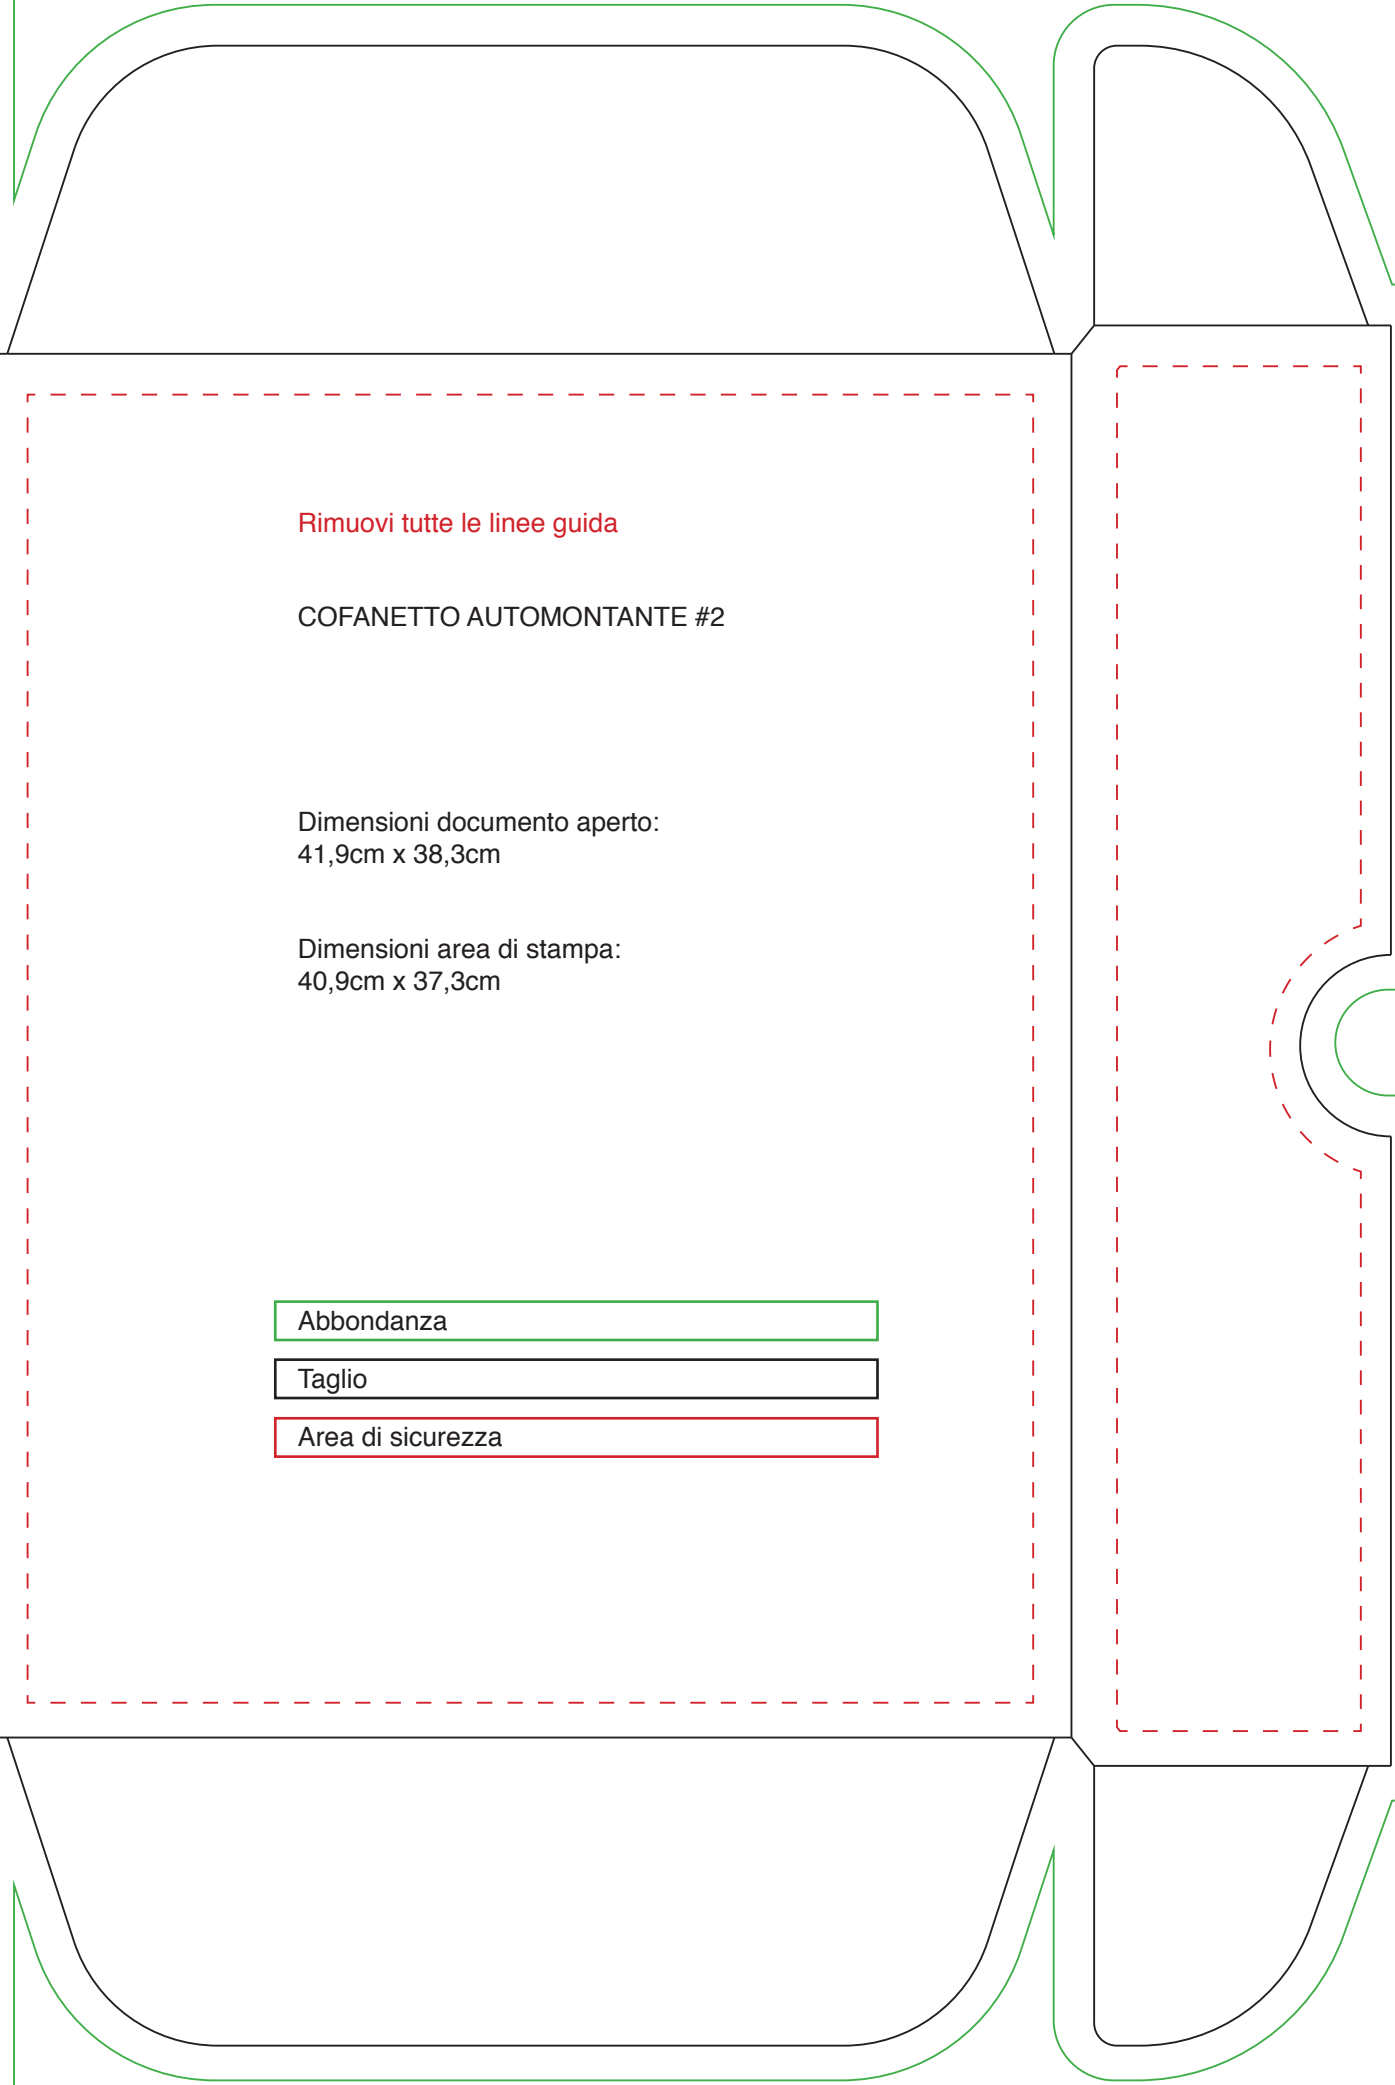 Rimuovi tutte le linee guida
COFANETTO AUTOMONTANTE #2
Dimensioni documento aperto:
41,9cm x 38,3cm
Dimensioni area di stampa:
40,9cm x 37,3cm
Abbondanza
Taglio
Area di sicurezza